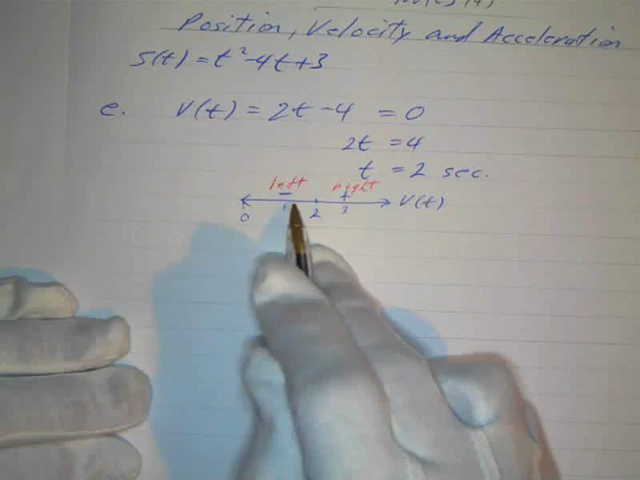 Position, Velocity and Acceleration
S(t) = t² - 4t + 3
e. V(t) = 2t - 4 = 0
2t = 4
t = 2 sec.
left right
- +
0 1 2 3 V(t)